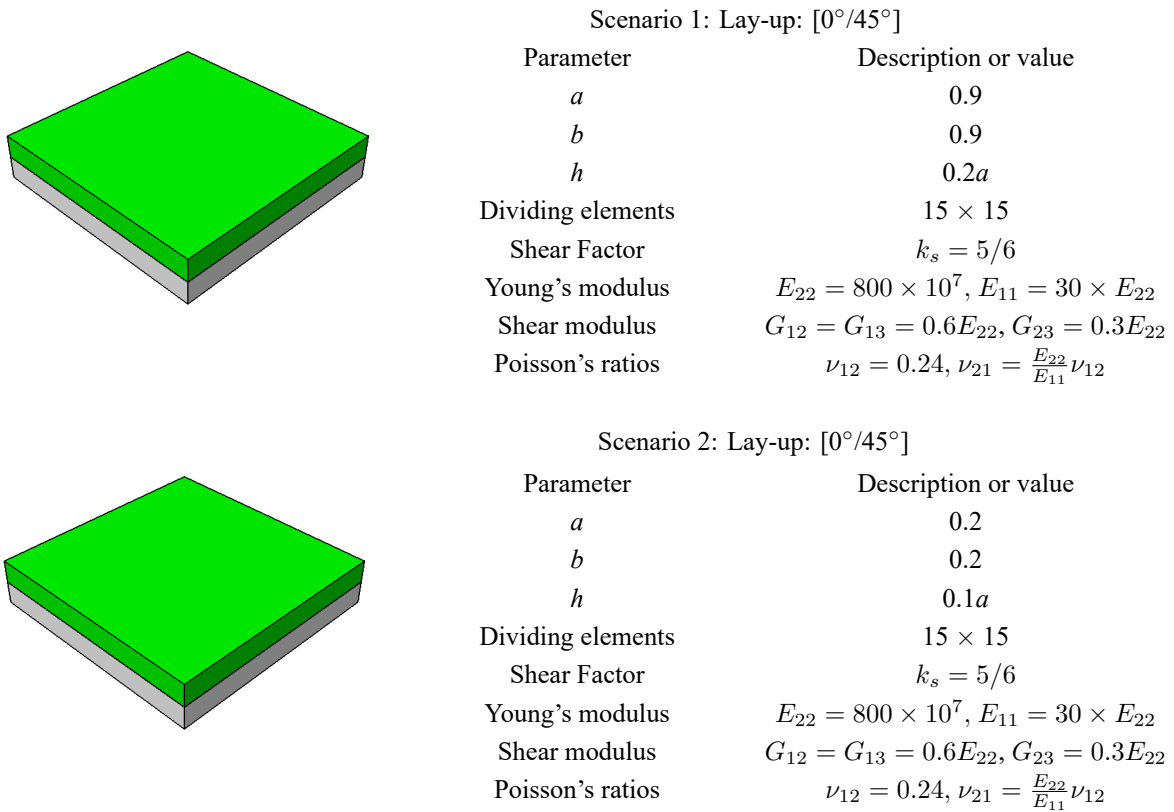 Scenario 1: Lay-up: [0°/45°]
Parameter Description or value
a 0.9
b 0.9
h 0.2a
Dividing elements 15 × 15
Shear Factor k_s = 5/6
Young's modulus E_22 = 800 × 10^7, E_11 = 30 × E_22
Shear modulus G_12 = G_13 = 0.6E_22, G_23 = 0.3E_22
Poisson's ratios ν_12 = 0.24, ν_21 = \frac{E_22}{E_11} ν_12
Scenario 2: Lay-up: [0°/45°]
Parameter Description or value
a 0.2
b 0.2
h 0.1a
Dividing elements 15 × 15
Shear Factor k_s = 5/6
Young's modulus E_22 = 800 × 10^7, E_11 = 30 × E_22
Shear modulus G_12 = G_13 = 0.6E_22, G_23 = 0.3E_22
Poisson's ratios ν_12 = 0.24, ν_21 = \frac{E_22}{E_11} ν_12